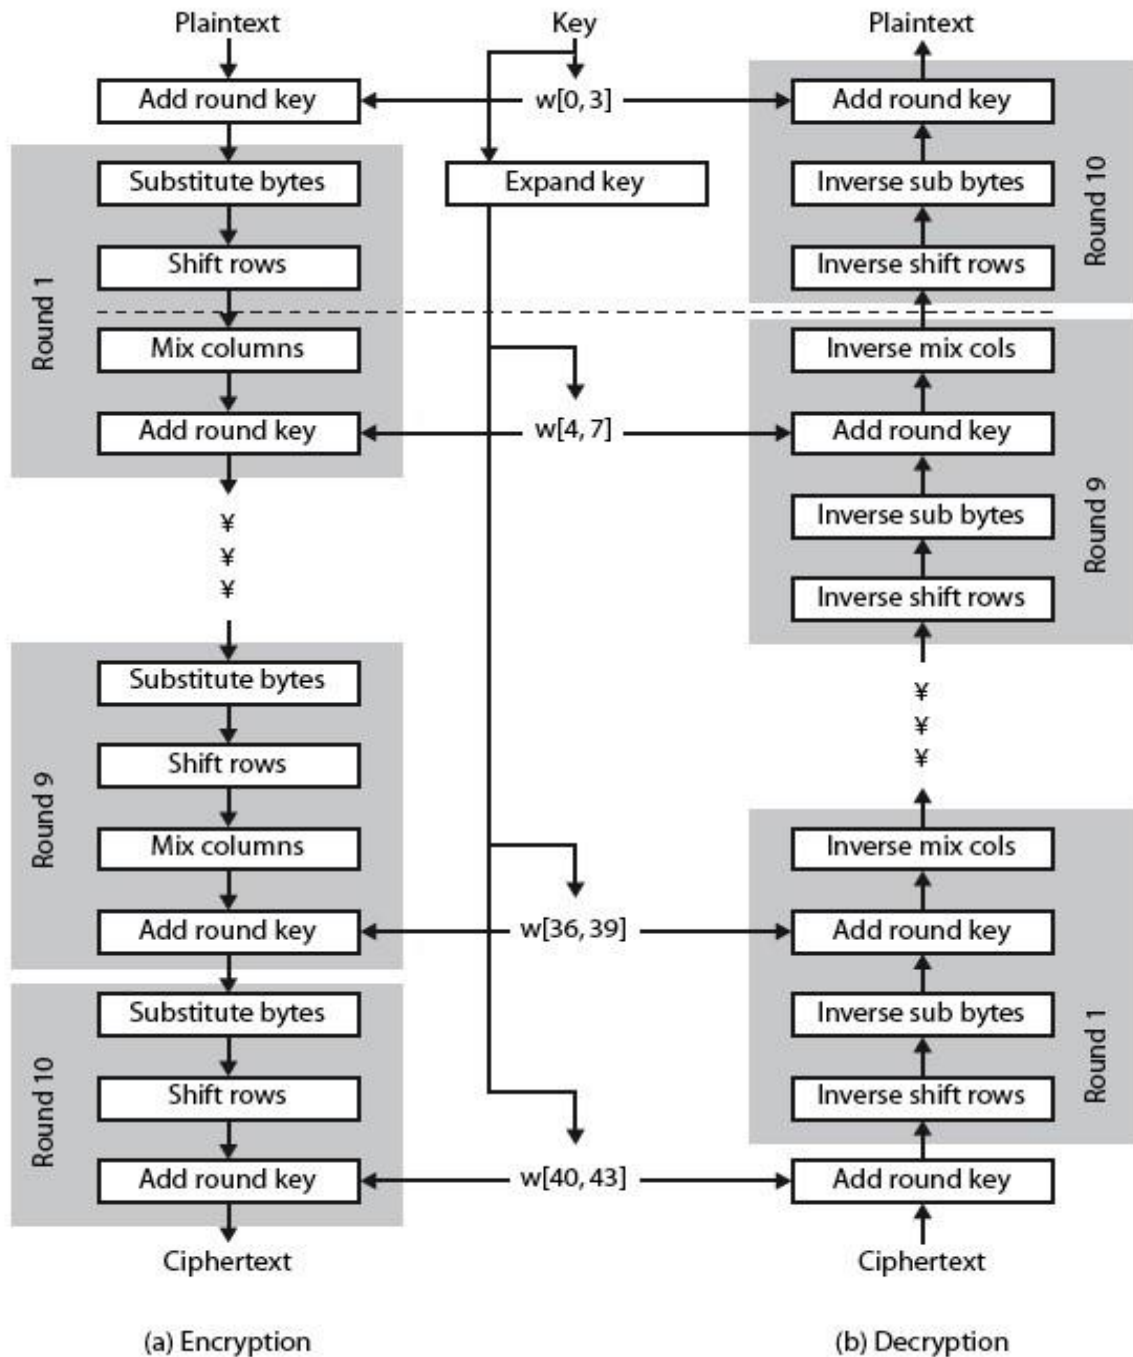 Plaintext
Key
Plaintext
Add round key
w[0, 3]
Add round key
Substitute bytes
Expand key
Inverse sub bytes
Round 10
Shift rows
Inverse shift rows
Round 1
Mix columns
Inverse mix cols
Add round key
w[4, 7]
Add round key
¥
¥
¥
Inverse sub bytes
Round 9
Inverse shift rows
Substitute bytes
¥
¥
¥
Shift rows
Round 9
Mix columns
Inverse mix cols
Add round key
w[36, 39]
Add round key
Substitute bytes
Inverse sub bytes
Round 1
Shift rows
Inverse shift rows
Round 10
Add round key
w[40, 43]
Add round key
Ciphertext
Ciphertext
(a) Encryption
(b) Decryption